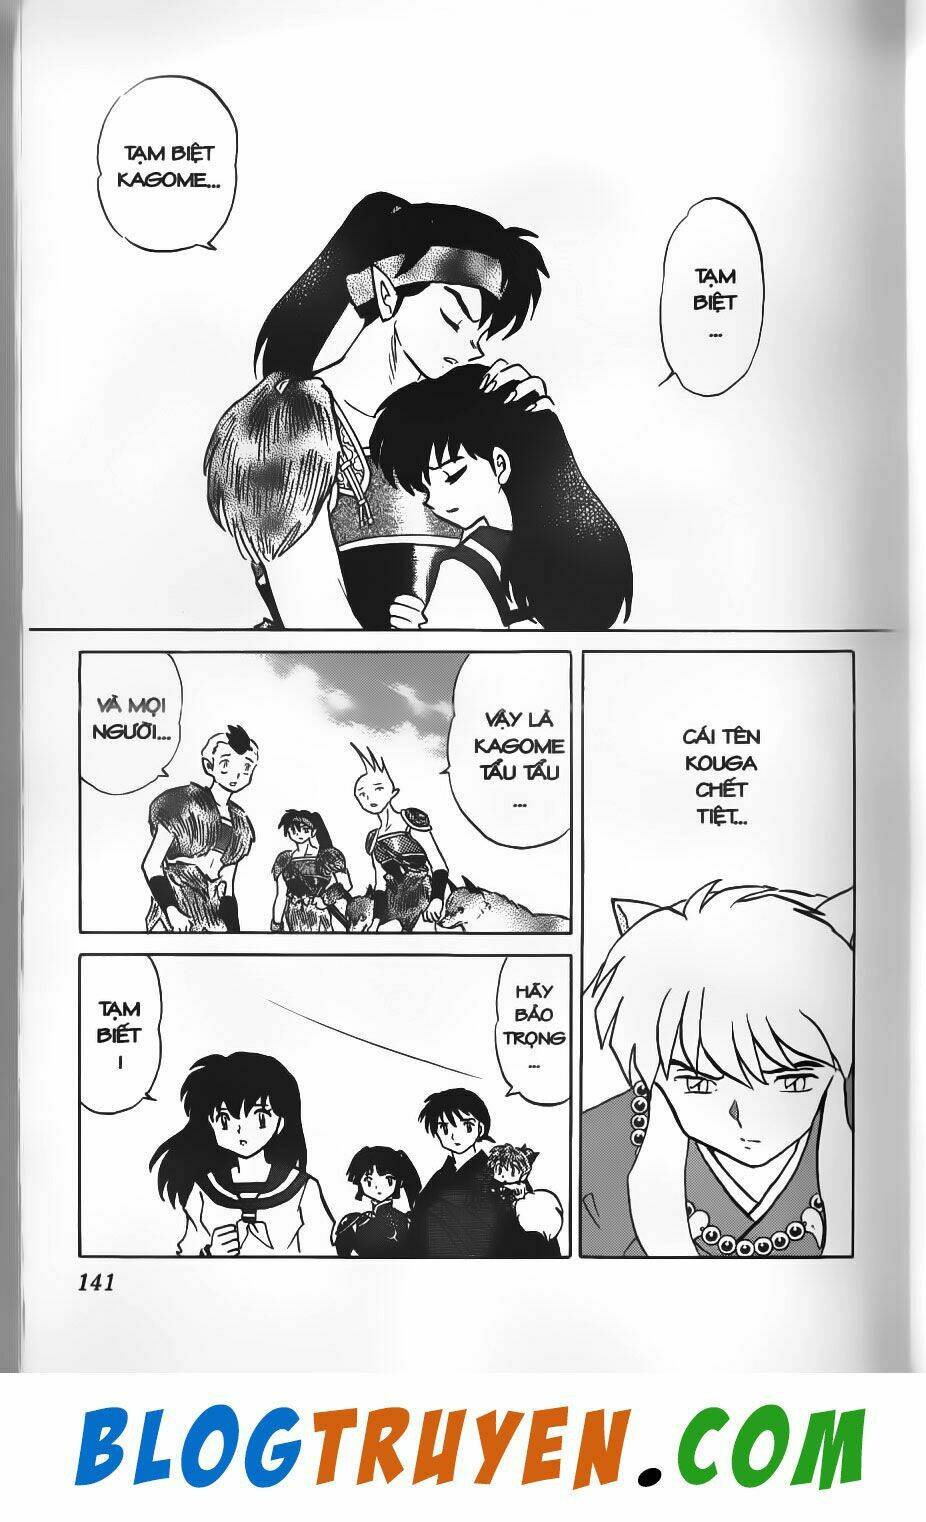 TẠM BIỆT
KAGOME...
TẠM
BIỆT
...
VÀ MỌI
NGƯỜI...
VẬY LÀ
KAGOME
TẨU TẨU
...
CÁI TÊN
KOUGA
CHẾT
TIỆT...
TẠM
BIẾT
!
HÃY
BẢO
TRỌNG
...
141
BLOGTRUYEN.COM